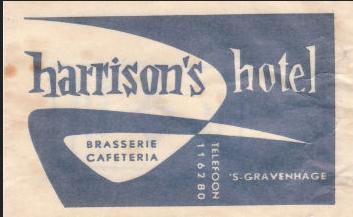 harrison's hotel
BRASSERIE
CAFETERIA
TELEFOON
116280
'S-GRAVENHAGE